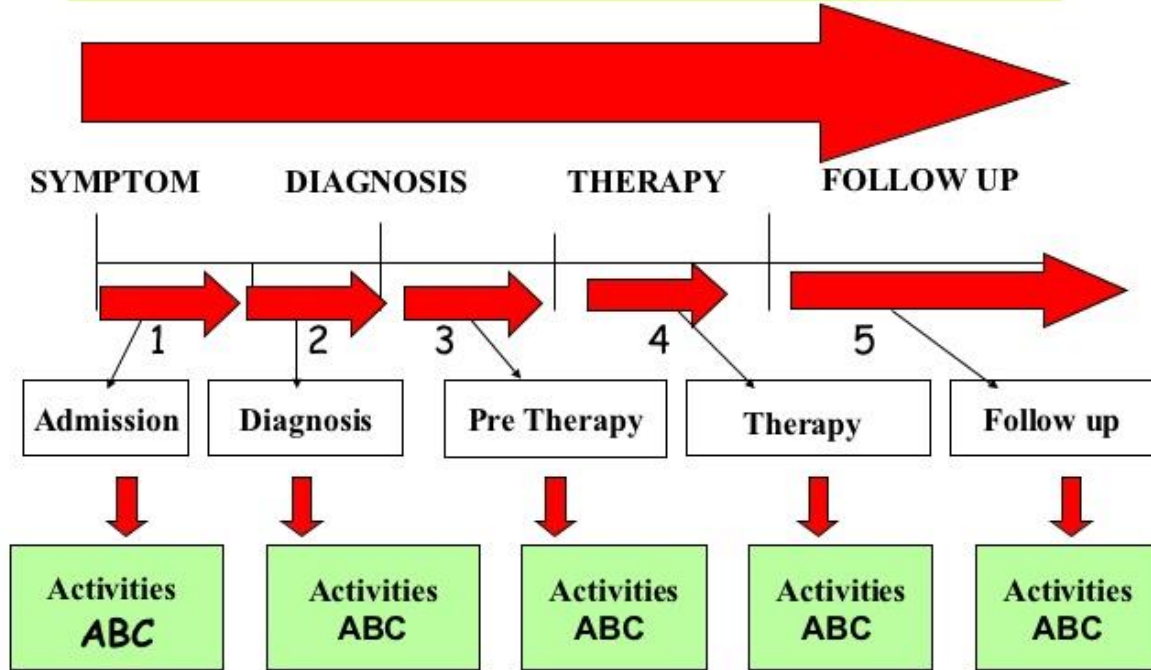 SYMPTOM DIAGNOSIS THERAPY FOLLOW UP
1 2 3 4 5
Admission Diagnosis Pre Therapy Therapy Follow up
Activities Activities Activities Activities Activities
ABC ABC ABC ABC ABC